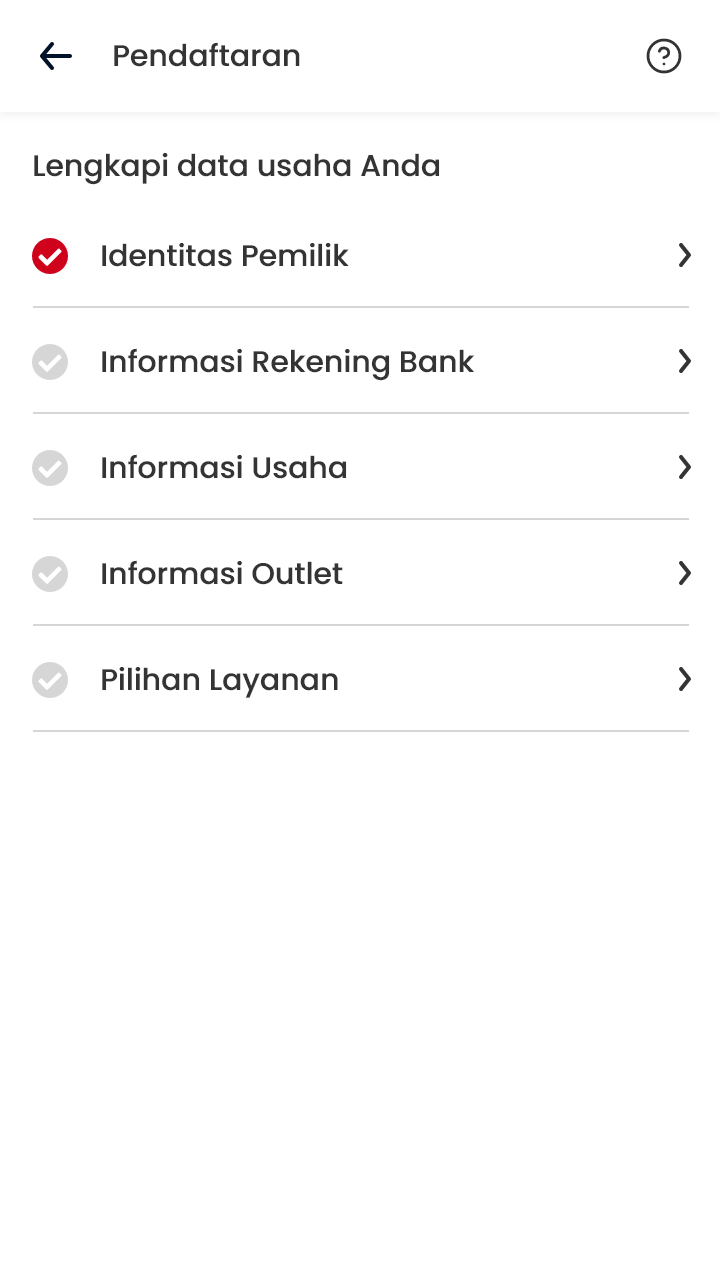 Pendaftaran
Lengkapi data usaha Anda
Identitas Pemilik
Informasi Rekening Bank
Informasi Usaha
Informasi Outlet
Pilihan Layanan